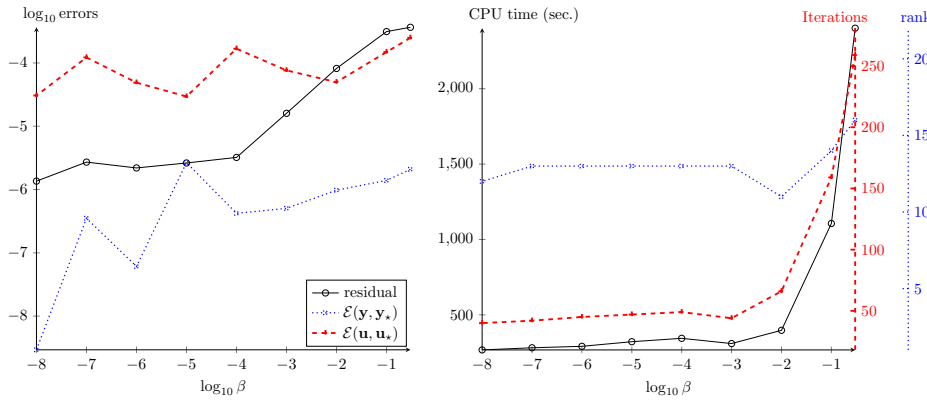 log₁₀ errors
−4
−5
−6
−7
−8
−8 −7 −6 −5 −4 −3 −2 −1
log₁₀ β
residual
ℰ(y, y⋆)
ℰ(u, u⋆)
CPU time (sec.)
Iterations
rank
2,000
1,500
1,000
500
−8 −7 −6 −5 −4 −3 −2 −1
log₁₀ β
250
200
150
100
50
20
15
10
5